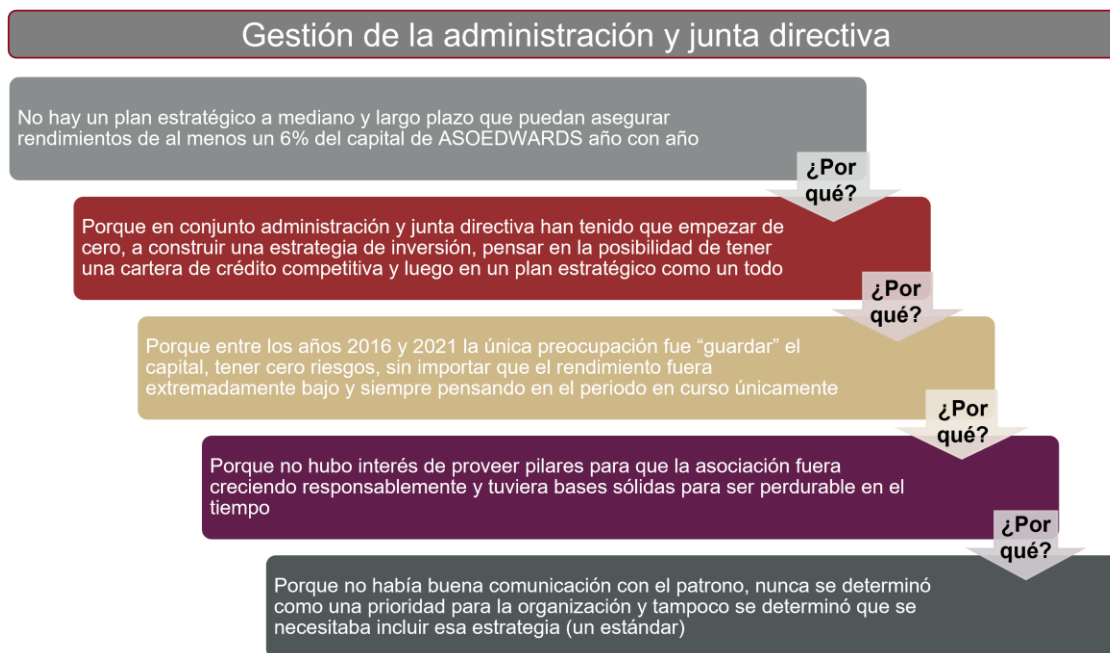 Gestión de la administración y junta directiva
No hay un plan estratégico a mediano y largo plazo que puedan asegurar
rendimientos de al menos un 6% del capital de ASOEDWARDS año con año
¿Por
qué?
Porque en conjunto administración y junta directiva han tenido que empezar de
cero, a construir una estrategia de inversión, pensar en la posibilidad de tener
una cartera de crédito competitiva y luego en un plan estratégico como un todo
¿Por
qué?
Porque entre los años 2016 y 2021 la única preocupación fue “guardar” el
capital, tener cero riesgos, sin importar que el rendimiento fuera
extremadamente bajo y siempre pensando en el periodo en curso únicamente
¿Por
qué?
Porque no hubo interés de proveer pilares para que la asociación fuera
creciendo responsablemente y tuviera bases sólidas para ser perdurable en el
tiempo
¿Por
qué?
Porque no había buena comunicación con el patrono, nunca se determinó
como una prioridad para la organización y tampoco se determinó que se
necesitaba incluir esa estrategia (un estándar)